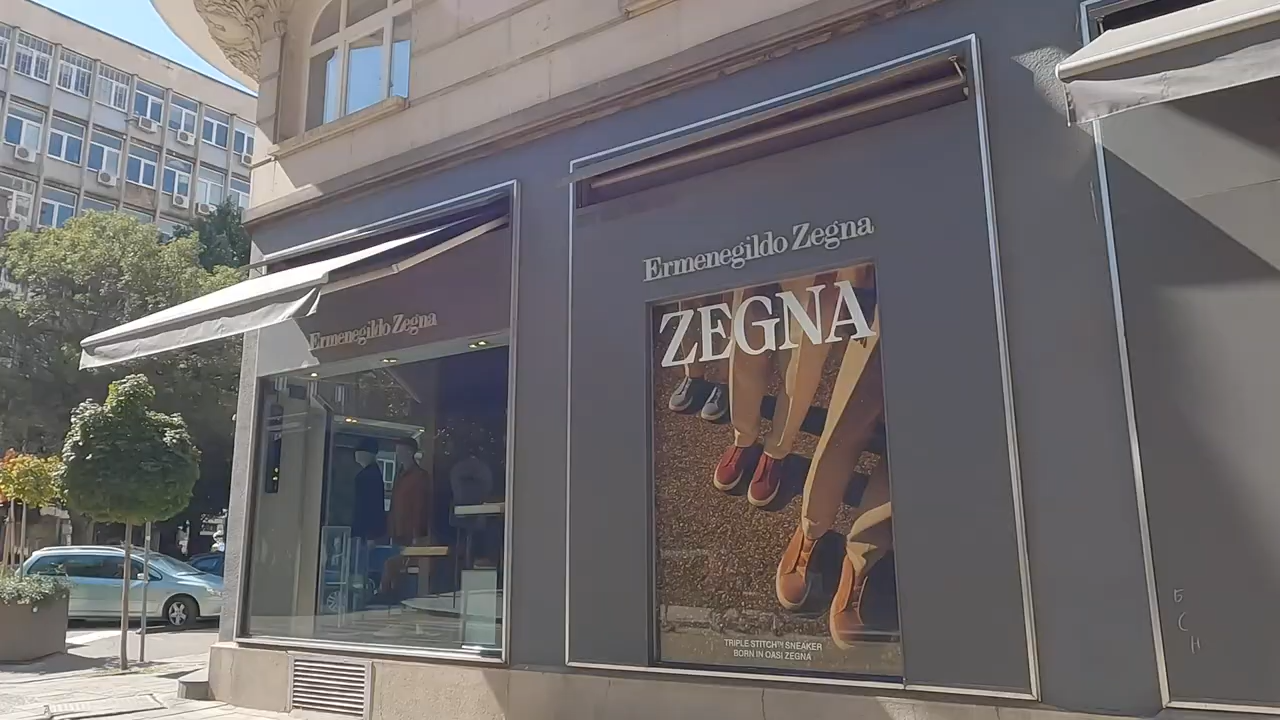 Ermenegildo Zegna
Ermenegildo Zegna
ZEGNA
TRIPLE STITCH™ SNEAKER
BORN IN OASI ZEGNA
Б
С
Н